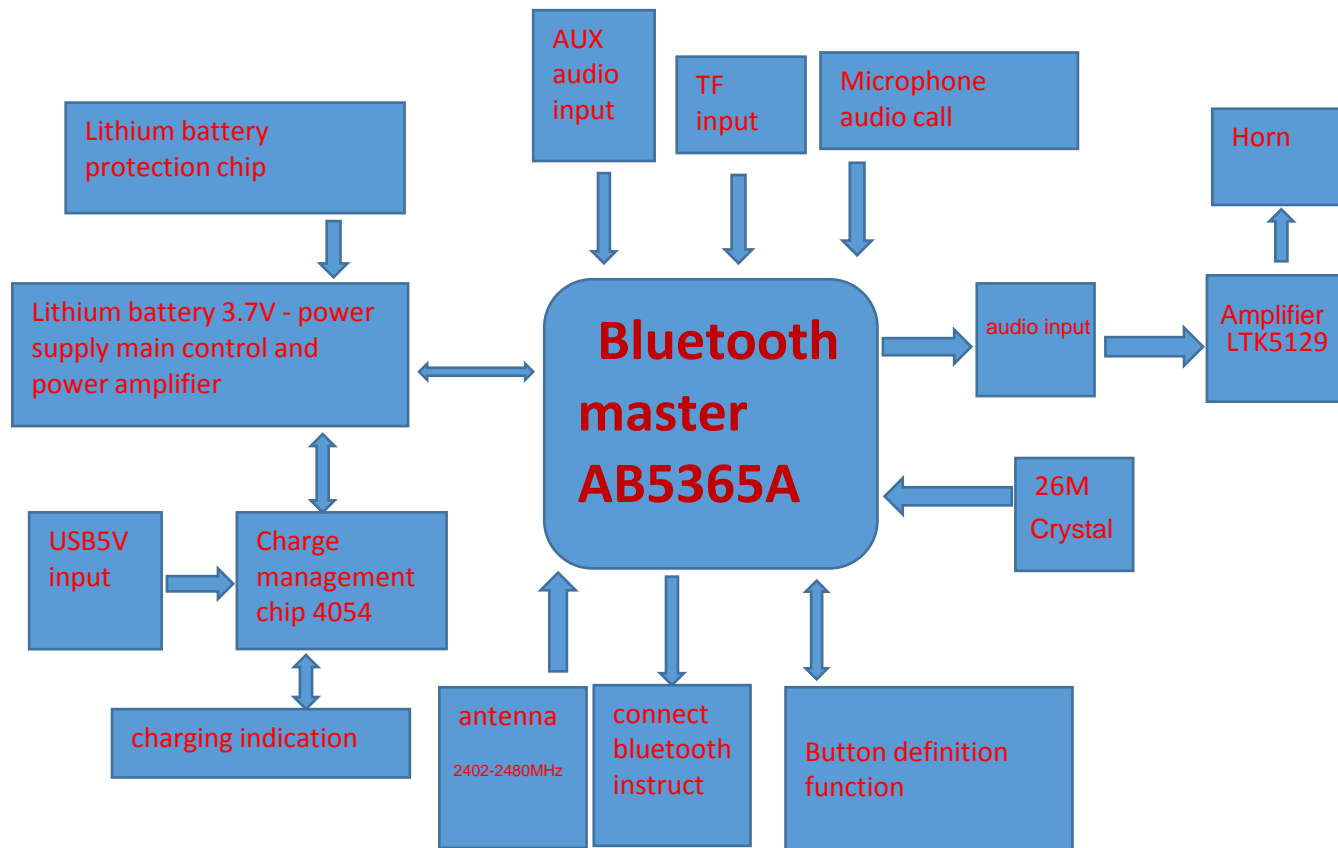 AUX
audio
input
TF
input
Microphone
audio call
Lithium battery
protection chip
Horn
Lithium battery 3.7V - power
supply main control and
power amplifier
Bluetooth
master
AB5365A
audio input
Amplifier
LTK5129
26M
Crystal
USB5V
input
Charge
management
chip 4054
charging indication
antenna
2402-2480MHz
connect
bluetooth
instruct
Button definition
function